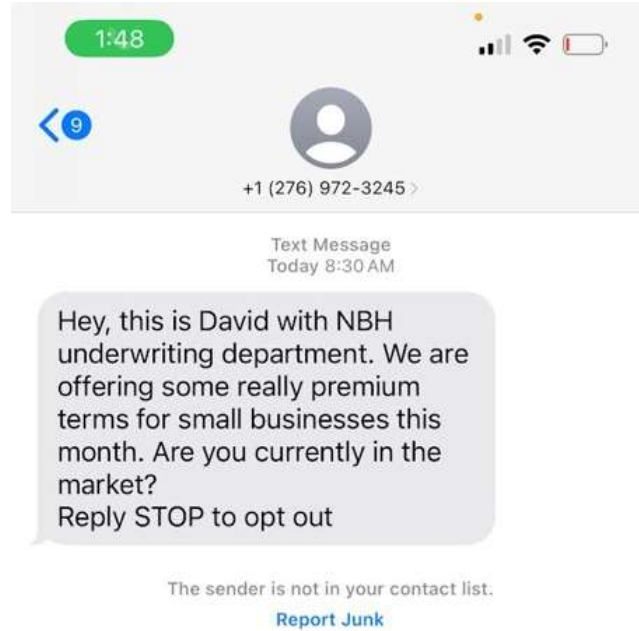 1:48
9
+1 (276) 972-3245
Text Message
Today 8:30 AM
Hey, this is David with NBH
underwriting department. We are
offering some really premium
terms for small businesses this
month. Are you currently in the
market?
Reply STOP to opt out
The sender is not in your contact list.
Report Junk